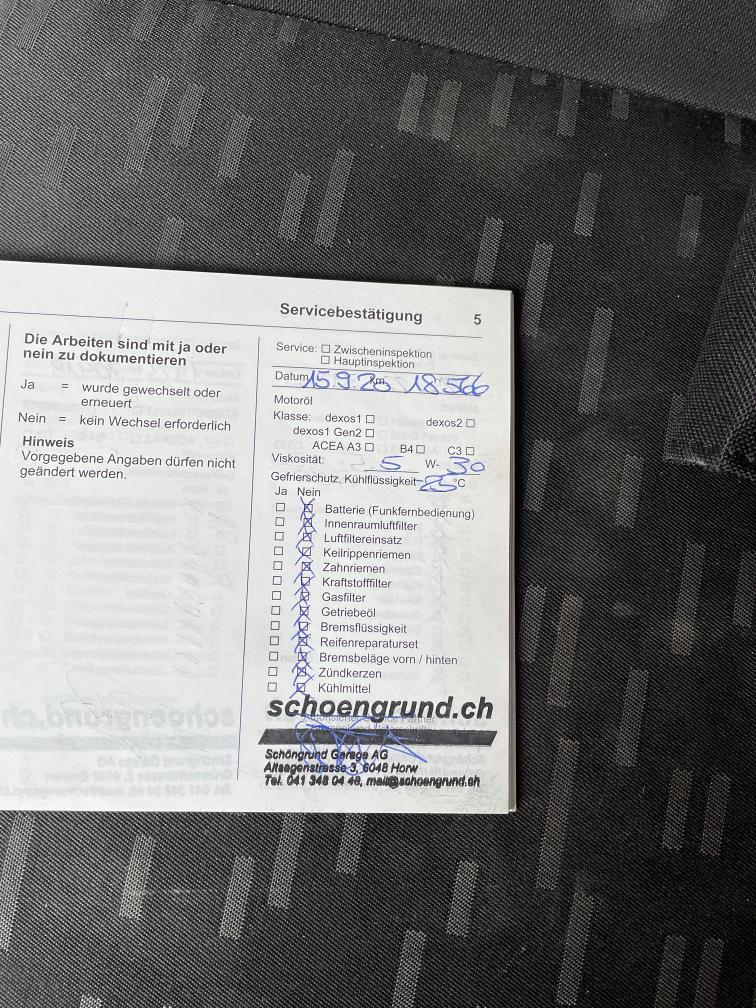 Servicebestätigung 5
Die Arbeiten sind mit ja oder
nein zu dokumentieren
Ja = wurde gewechselt oder
erneuert
Nein = kein Wechsel erforderlich
Hinweis
Vorgegebene Angaben dürfen nicht
geändert werden.
Service: ☐ Zwischeninspektion
☐ Hauptinspektion
Datum 15.9.20 km 18'566
Motoröl
Klasse: dexos1 ☐ dexos2 ☐
dexos1 Gen2 ☐
ACEA A3 ☐ B4 ☐ C3 ☐
Viskosität: 5 W- 30
Gefrierschutz, Kühlflüssigkeit -25 °C
Ja Nein
☐ ☒ Batterie (Funkfernbedienung)
☐ ☒ Innenraumluftfilter
☐ ☒ Luftfiltereinsatz
☐ ☒ Keilrippenriemen
☐ ☒ Zahnriemen
☐ ☒ Kraftstofffilter
☐ ☒ Gasfilter
☐ ☒ Getriebeöl
☐ ☒ Bremsflüssigkeit
☐ ☒ Reifenreparaturset
☐ ☒ Bremsbeläge vorn / hinten
☐ ☒ Zündkerzen
☐ ☒ Kühlmittel
schoengrund.ch
Schöngrund Garage AG
Altsagenstrasse 3, 6048 Horw
Tel. 041 348 04 48, mail@schoengrund.ch